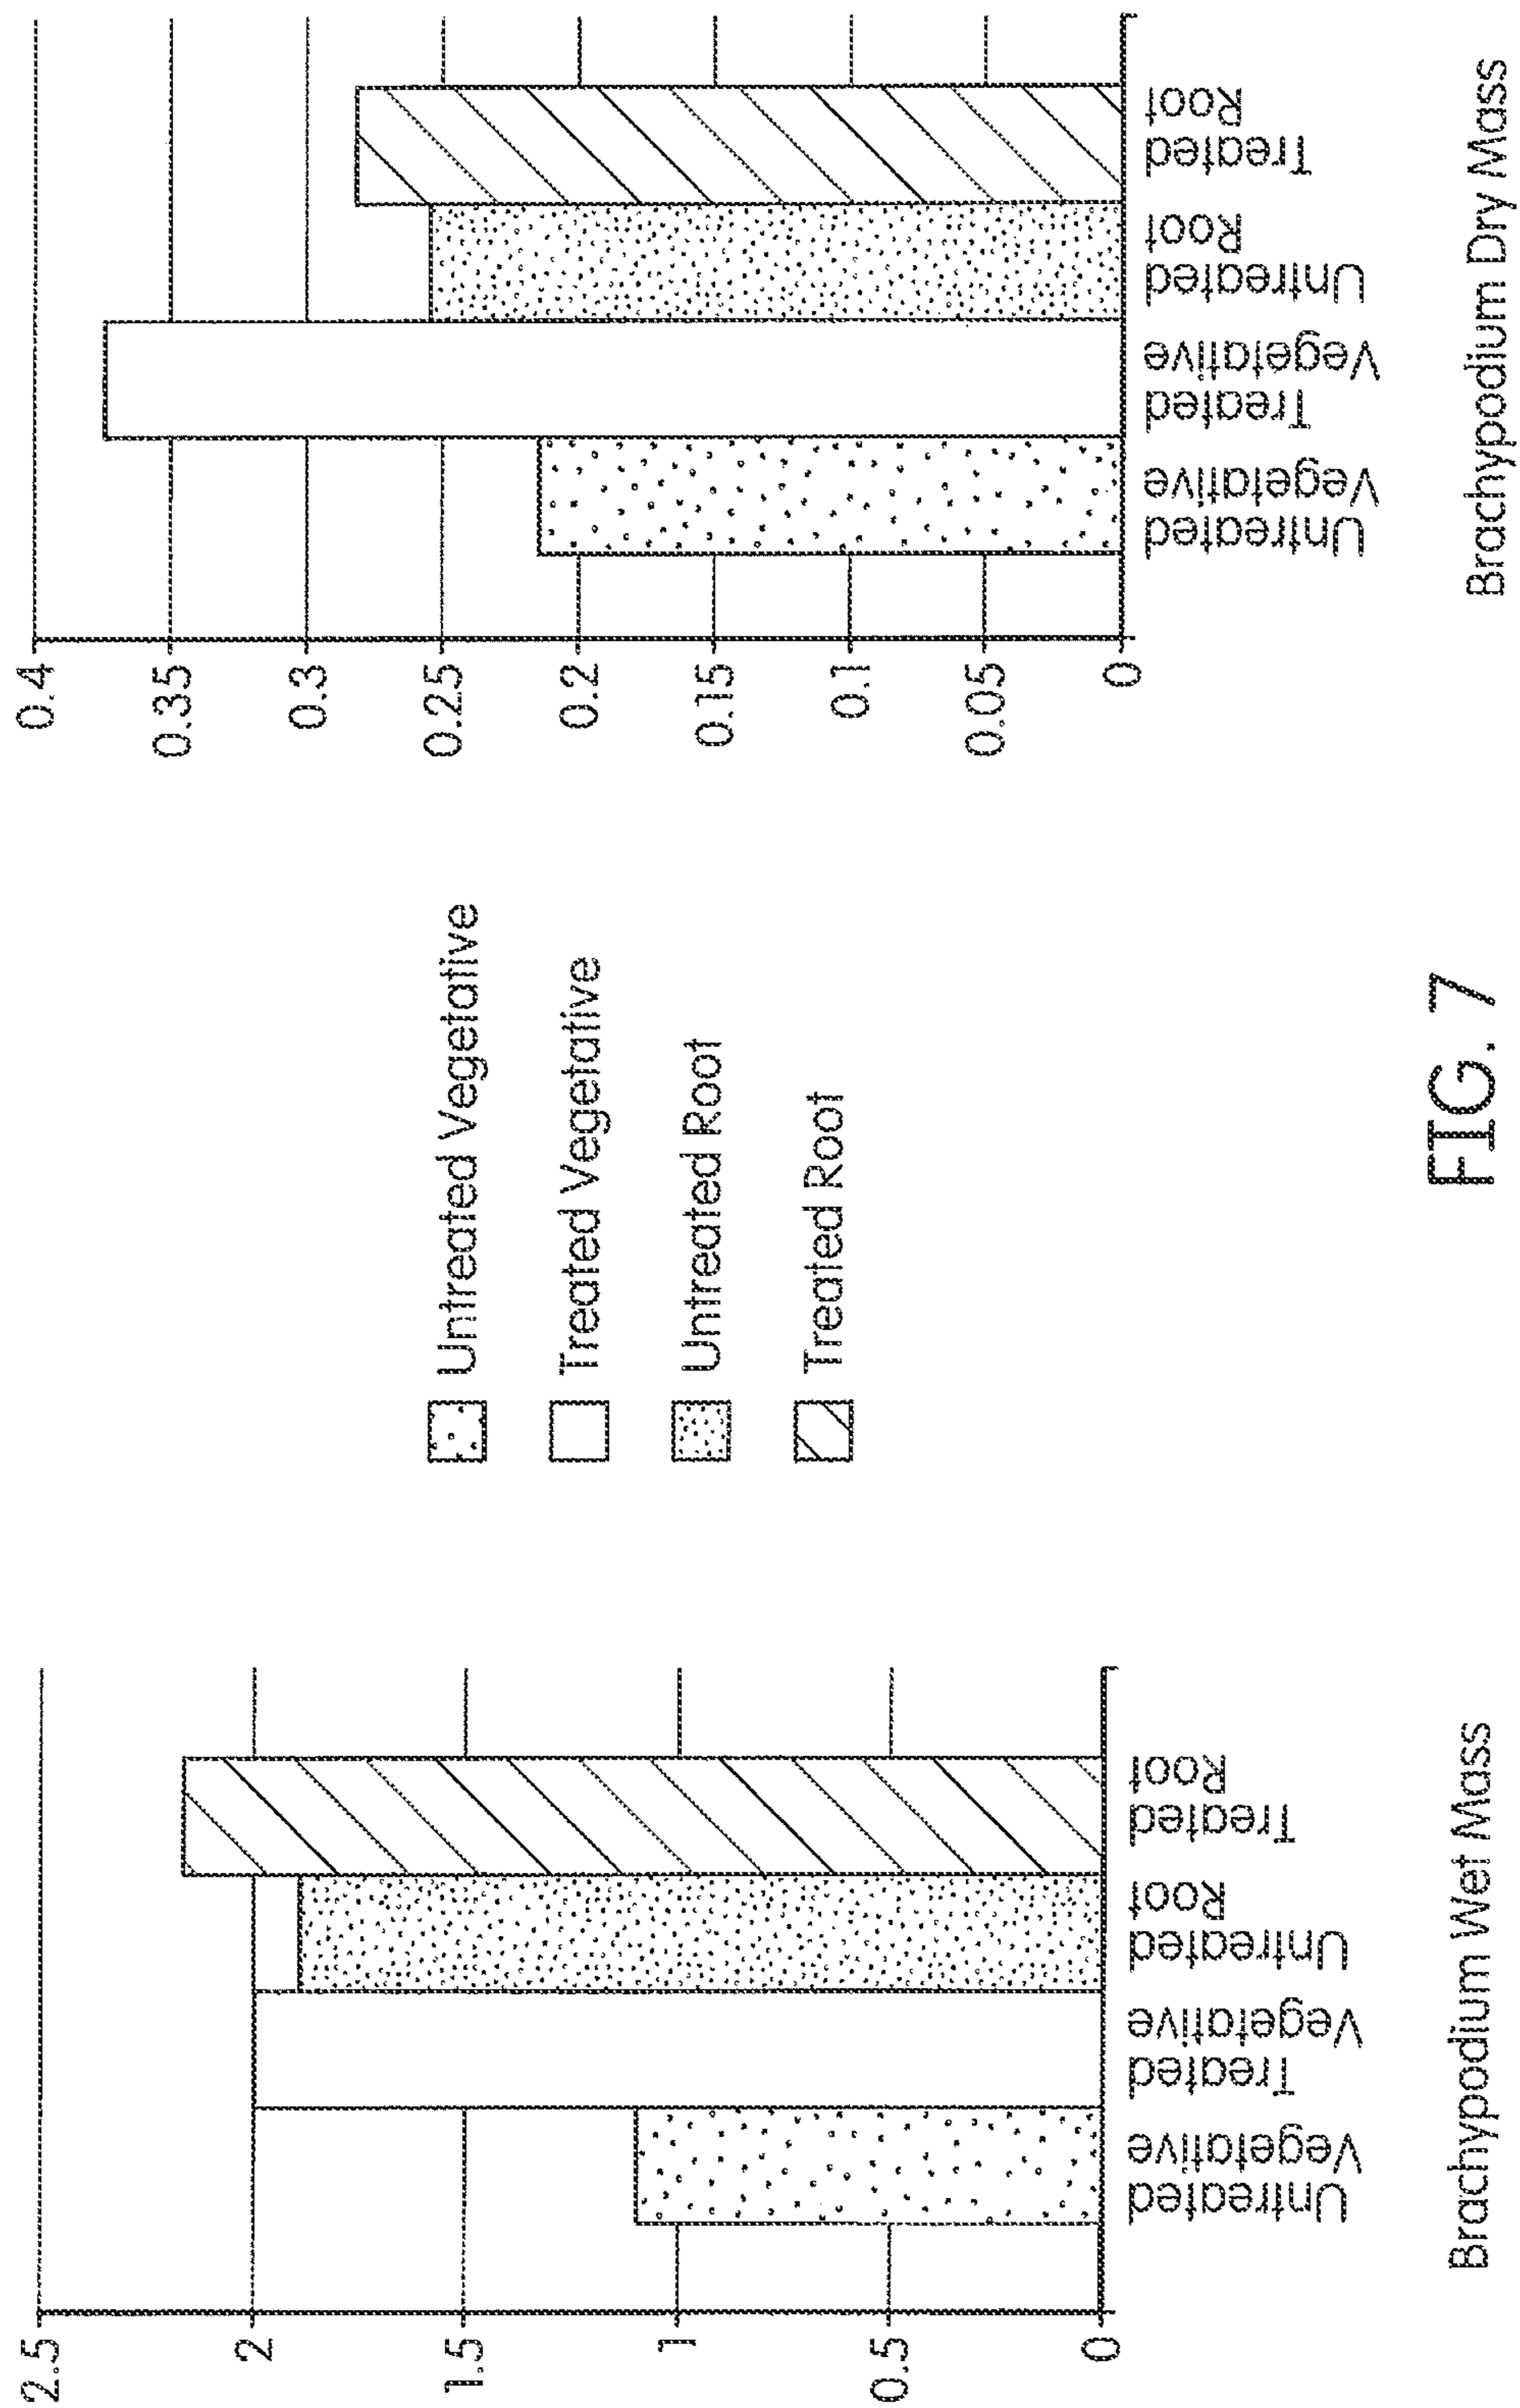 2.5
2
1.5
1
0.5
0
Untreated
Vegetative
Treated
Vegetative
Untreated
Root
Treated
Root
Brachypodium Wet Mass
Untreated Vegetative
Treated Vegetative
Untreated Root
Treated Root
0.4
0.35
0.3
0.25
0.2
0.15
0.1
0.05
0
Untreated
Vegetative
Treated
Vegetative
Untreated
Root
Treated
Root
Brachypodium Dry Mass
FIG. 7